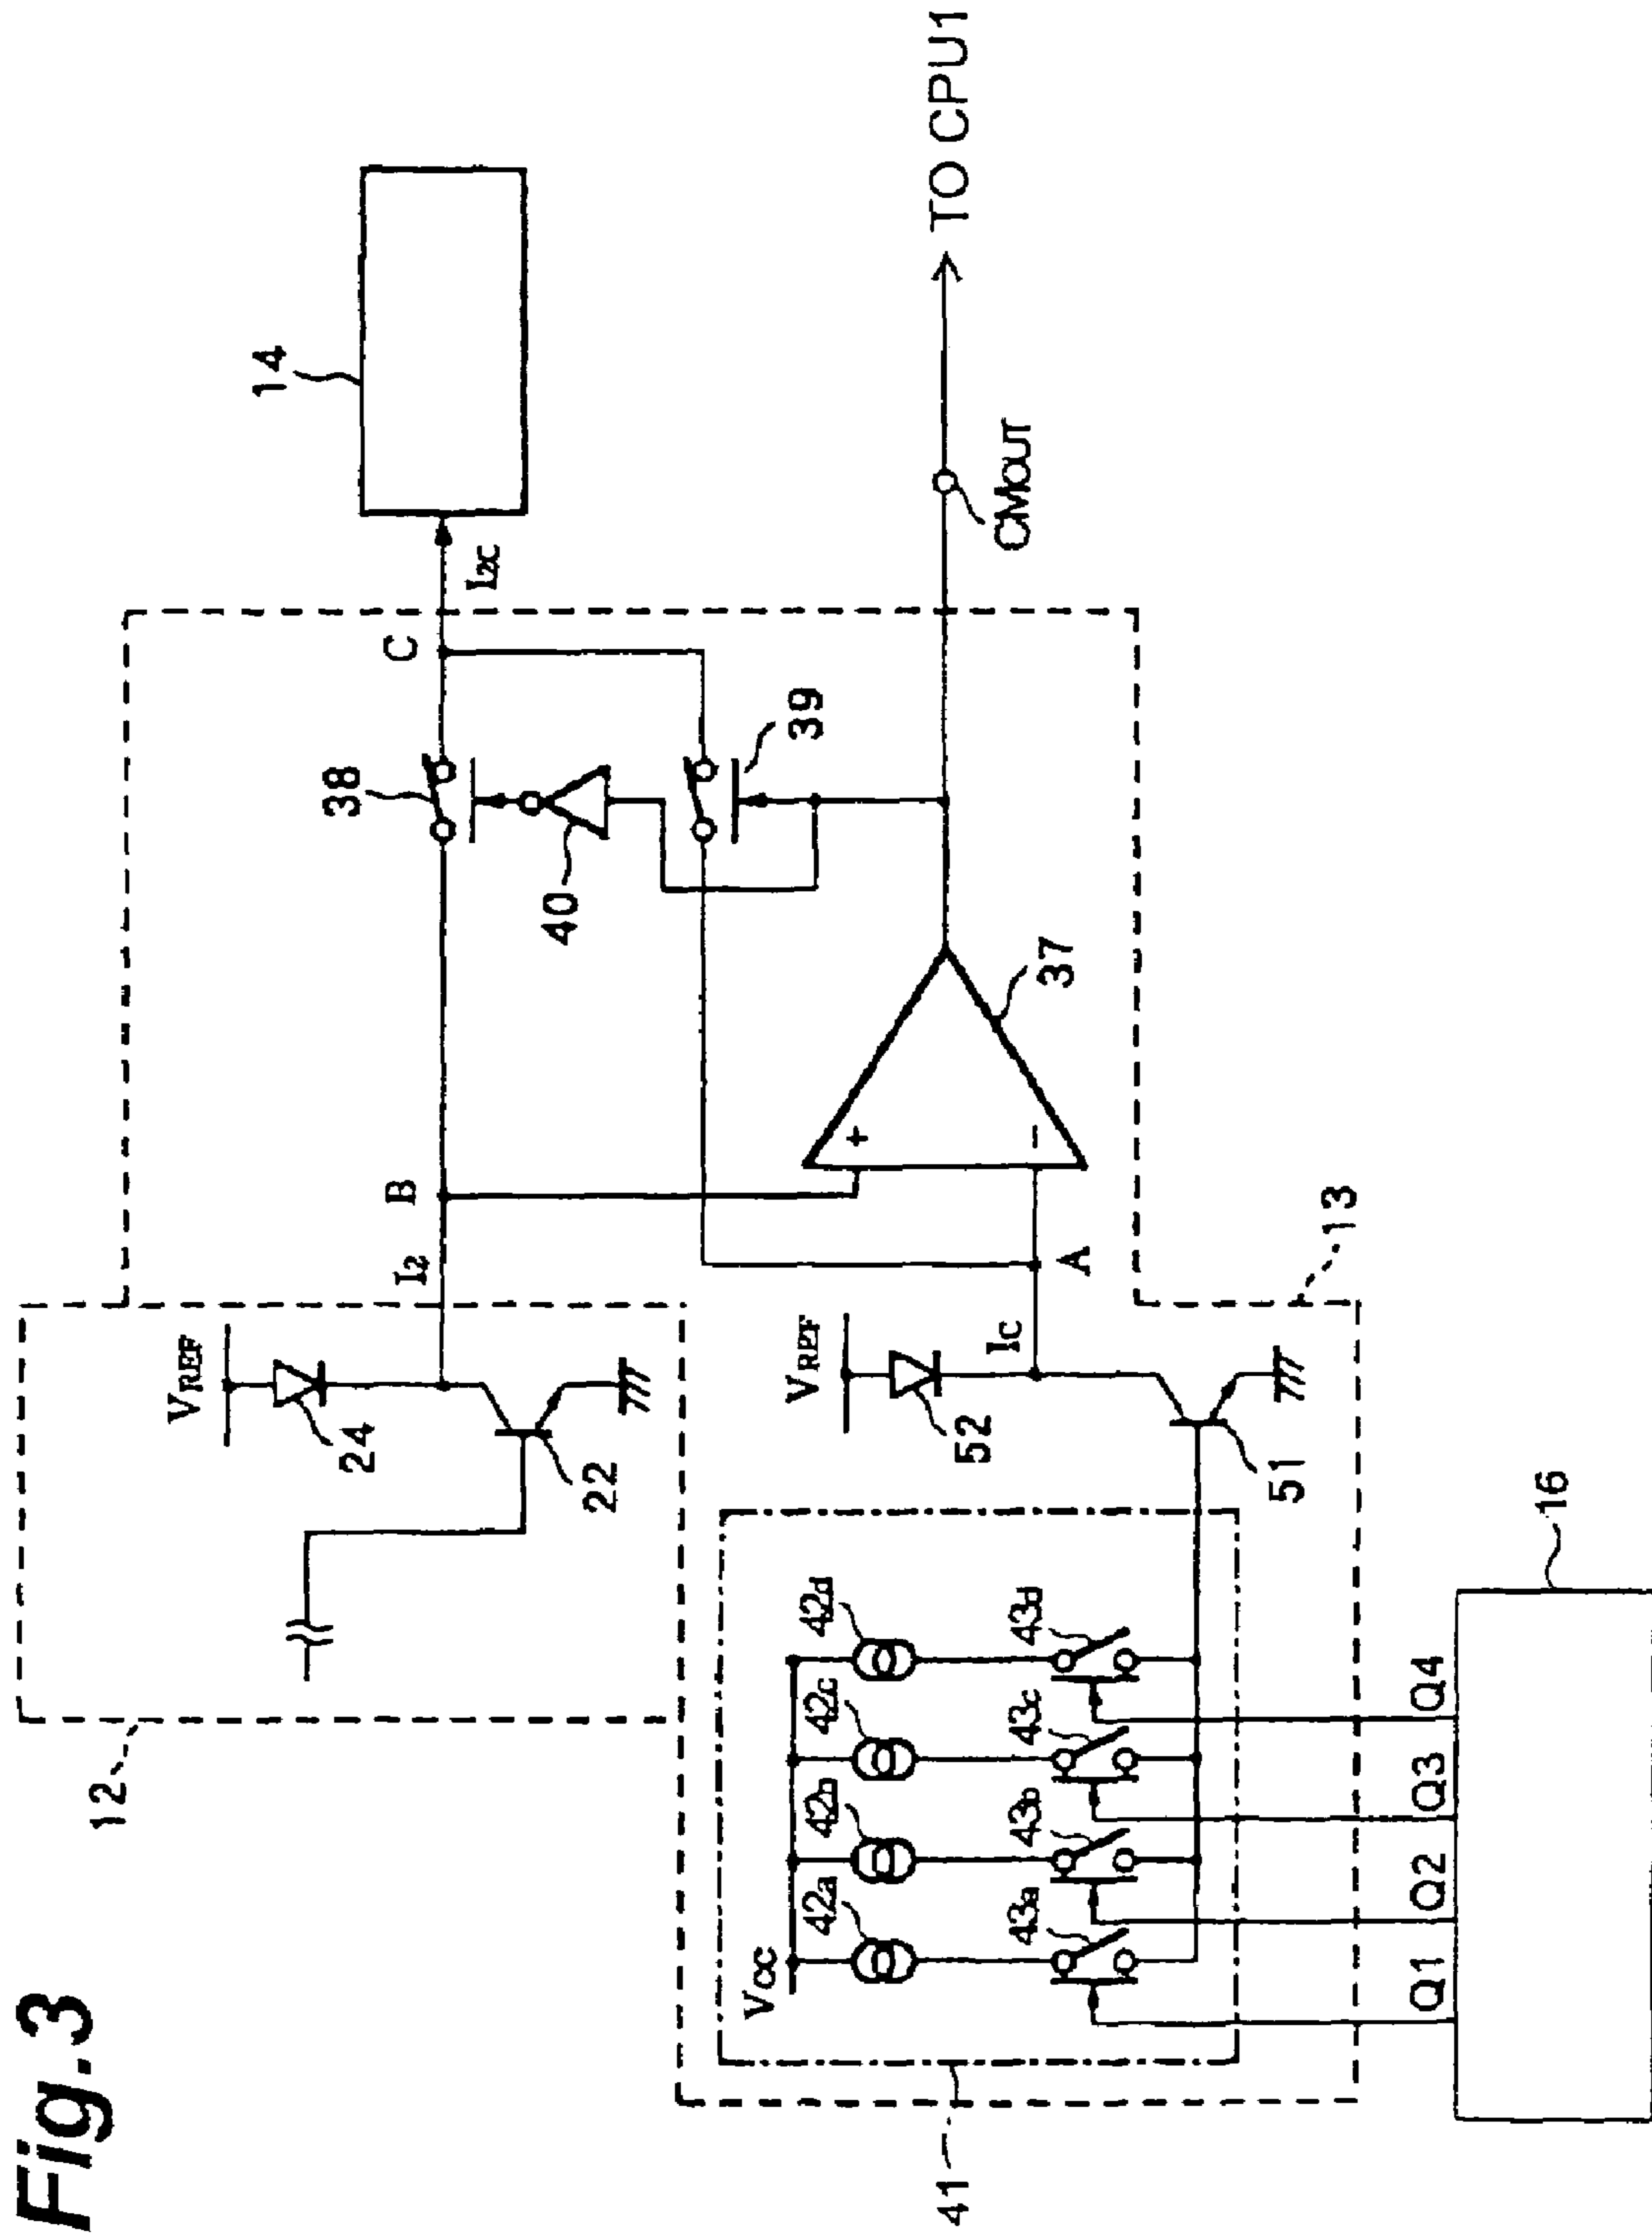 Fig.3
12
VREF
24
22
I2
B
38
C
I2C
14
40
39
A
+
−
37
CMOUT
TO CPU1
VREF
52
IC
51
13
41
VCC
42a
42b
42c
42d
43a
43b
43c
43d
Q1
Q2
Q3
Q4
16